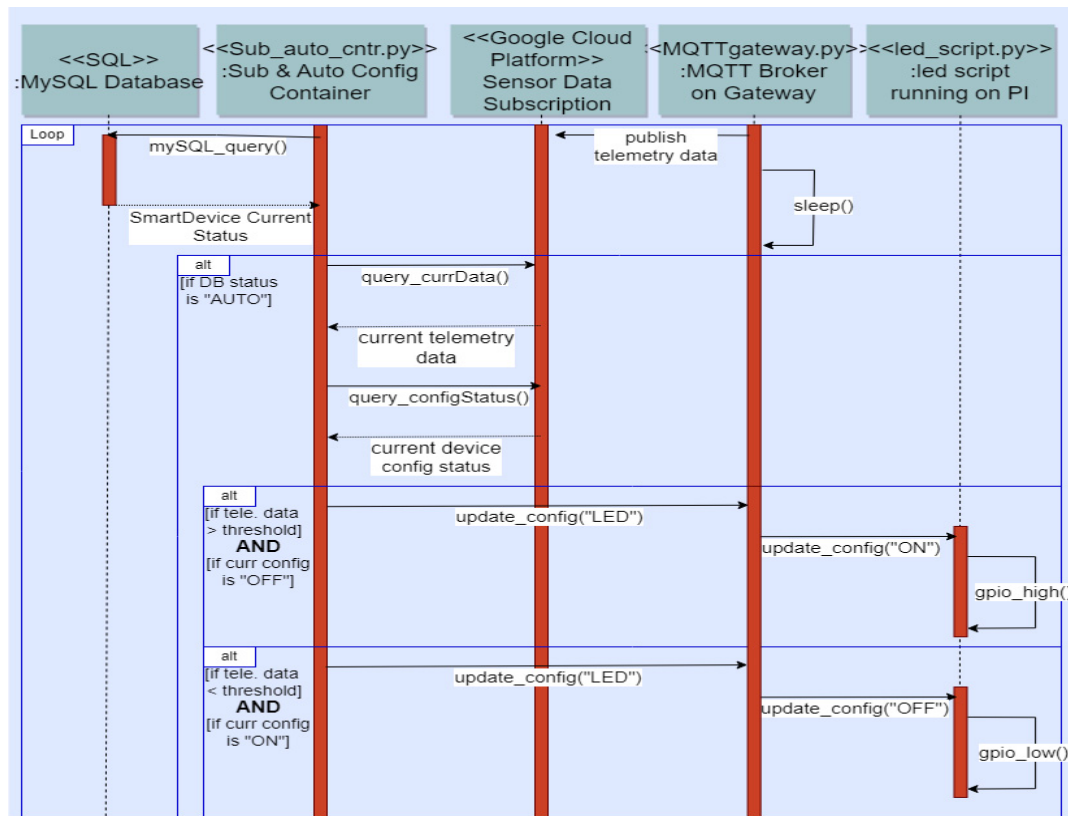 <<SQL>>
:MySQL Database
<<Sub_auto_cntr.py>>
:Sub & Auto Config
Container
<<Google Cloud
Platform>>
Sensor Data
Subscription
<<MQTTgateway.py>>
:MQTT Broker
on Gateway
<<led_script.py>>
:led script
running on PI
Loop
mySQL_query()
publish
telemetry data
sleep()
SmartDevice Current
Status
alt
[if DB status
is "AUTO"]
query_currData()
current telemetry
data
query_configStatus()
current device
config status
alt
[if tele. data
> threshold]
AND
[if curr config
is "OFF"]
update_config("LED")
update_config("ON")
gpio_high()
alt
[if tele. data
< threshold]
AND
[if curr config
is "ON"]
update_config("LED")
update_config("OFF")
gpio_low()